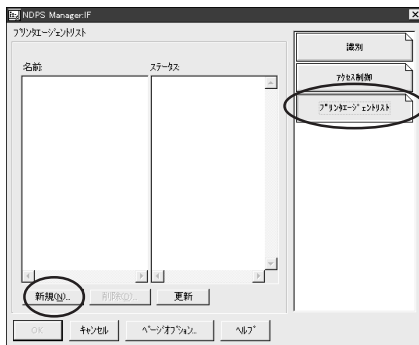 NDPS Manager.IF
プリンタエージェントリスト
名前:
ステータス:
新規(N)..
削除(D)..
更新
識別
アクセス制御
プリンタエージェントリスト
OK
キャンセル
ページオプション..
ヘルプ